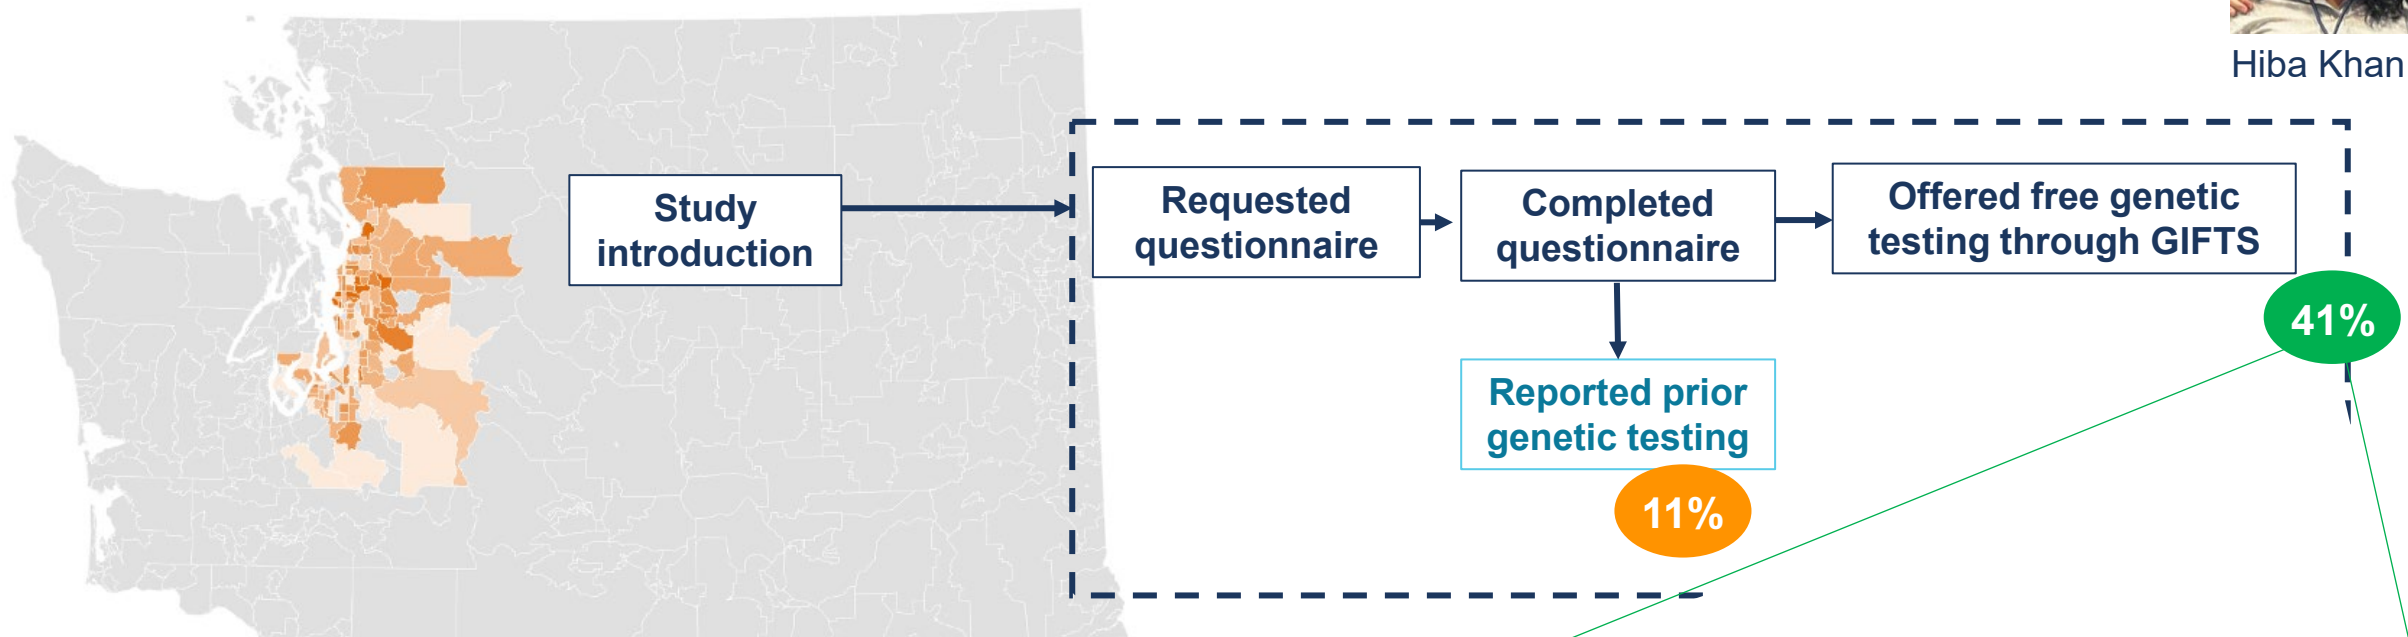 Hiba Khan
Study
introduction
Requested
questionnaire
Completed
questionnaire
Offered free genetic
testing through GIFTS
41%
Reported prior
genetic testing
11%